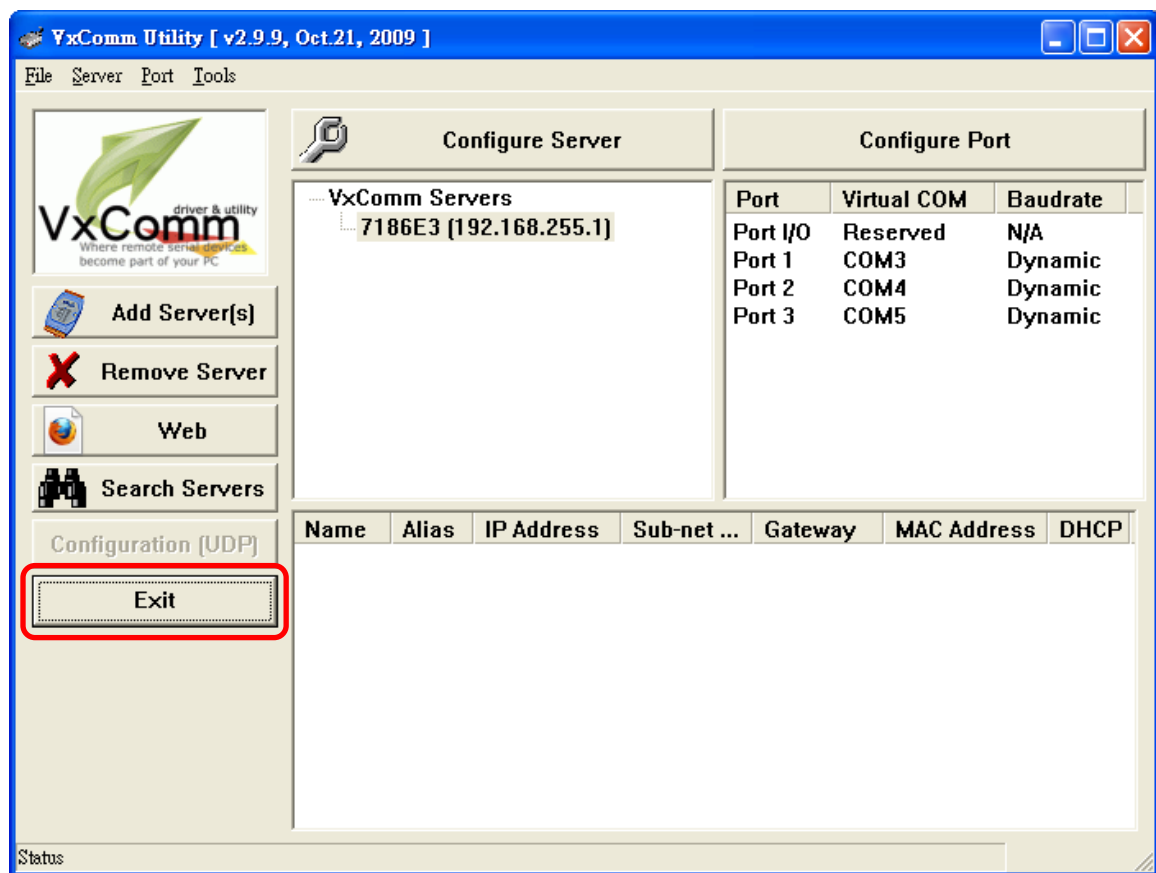 VxComm Utility [ v2.9.9, Oct.21, 2009 ]
File Server Port Tools
VxComm
driver & utility
Where remote serial devices
become part of your PC
Add Server(s)
Remove Server
Web
Search Servers
Configuration (UDP)
Exit
Configure Server
VxComm Servers
7186E3 (192.168.255.1)
Configure Port
Port Virtual COM Baudrate
Port I/O Reserved N/A
Port 1 COM3 Dynamic
Port 2 COM4 Dynamic
Port 3 COM5 Dynamic
Name Alias IP Address Sub-net ... Gateway MAC Address DHCP
Status